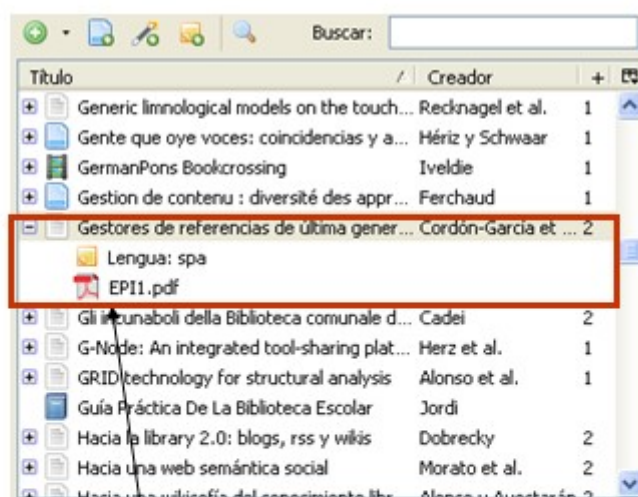 Buscar:
Título / Creador +
Generic limnological models on the touch... Recknagel et al. 1
Gente que oye voces: coincidencias y a... Hériz y Schwaar 1
GermanPons Bookcrossing Iveldie 1
Gestion de contenu : diversité des appr... Ferchaud 1
Gestores de referencias de última gener... Cordón-García et ... 2
Lengua: spa
EPI1.pdf
Gli incunaboli della Biblioteca comunale d... Cadei 2
G-Node: An integrated tool-sharing plat... Herz et al. 1
GRID technology for structural analysis Alonso et al. 1
Guía Práctica De La Biblioteca Escolar Jordi
Hacia la library 2.0: blogs, rss y wikis Dobrecky 2
Hacia una web semántica social Morato et al. 2